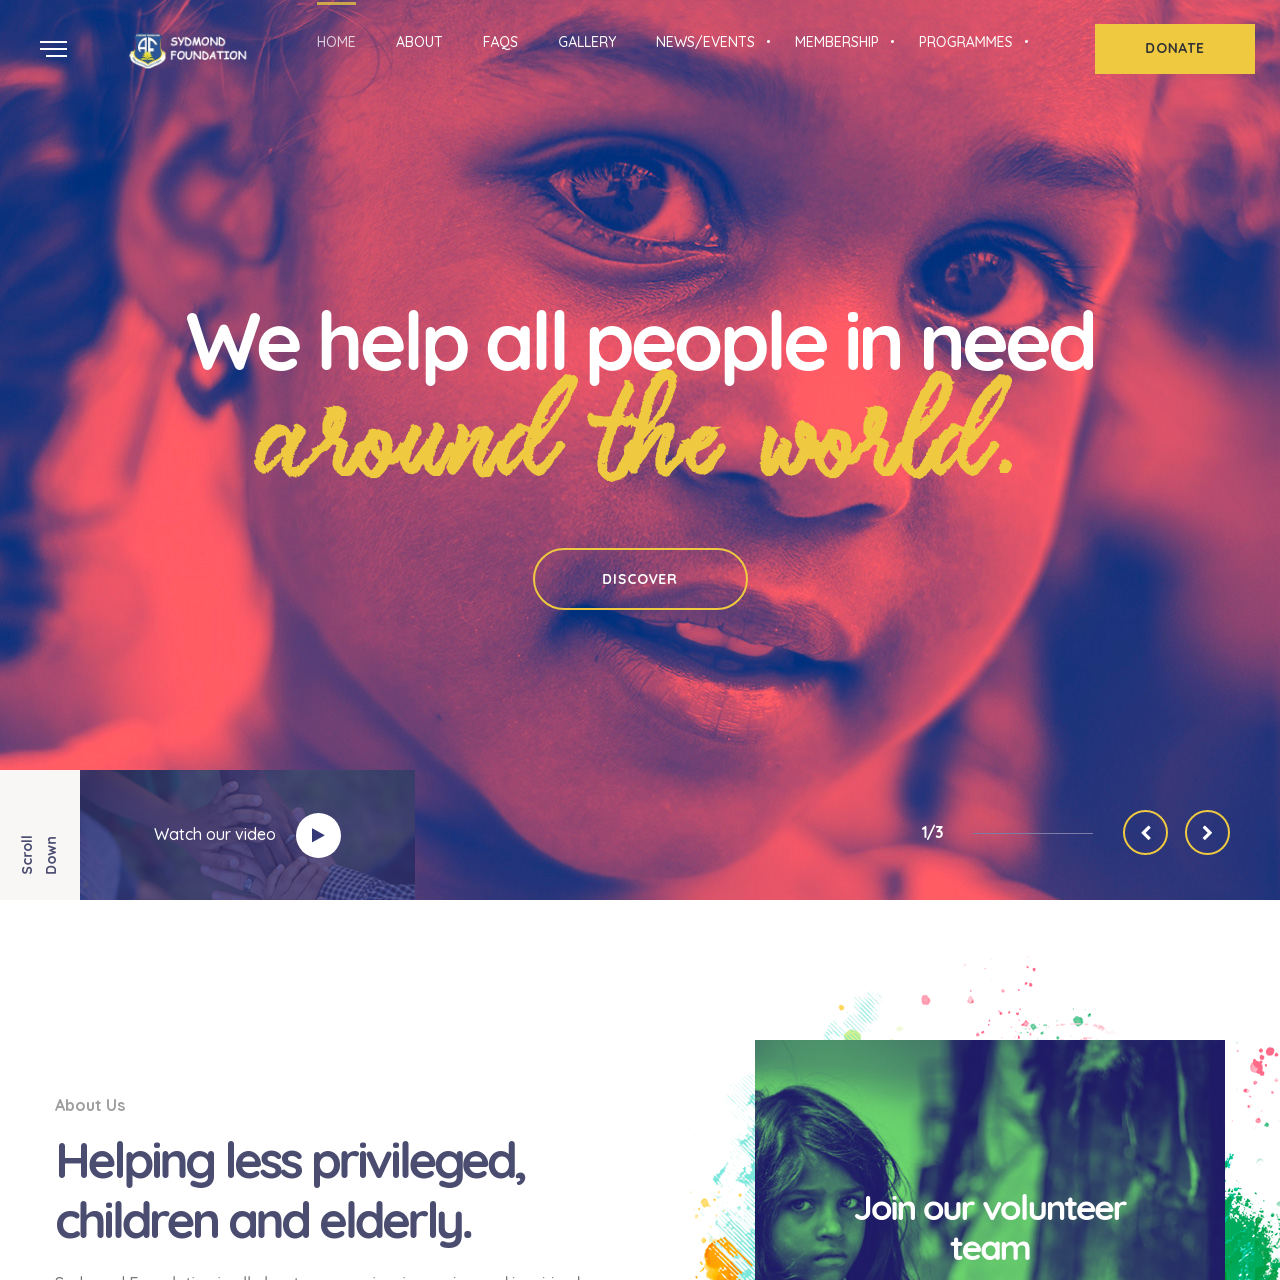 SYDMOND
FOUNDATION
HOME
ABOUT
FAQS
GALLERY
NEWS/EVENTS
MEMBERSHIP
PROGRAMMES
DONATE
We help all people in need
around the world.
DISCOVER
Scroll
Down
Watch our video
1/3
About Us
Helping less privileged,
children and elderly.
Join our volunteer
team